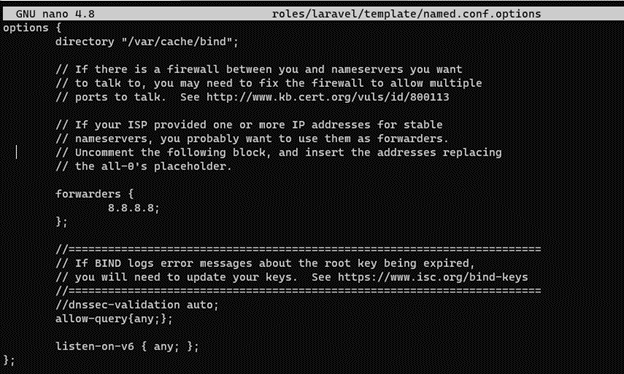 GNU nano 4.8 roles/laravel/template/named.conf.options
options {
directory "/var/cache/bind";
// If there is a firewall between you and nameservers you want
// to talk to, you may need to fix the firewall to allow multiple
// ports to talk.  See http://www.kb.cert.org/vuls/id/800113
// If your ISP provided one or more IP addresses for stable
// nameservers, you probably want to use them as forwarders.
// Uncomment the following block, and insert the addresses replacing
// the all-0's placeholder.
forwarders {
8.8.8.8;
};
//========================================================================
// If BIND logs error messages about the root key being expired,
// you will need to update your keys.  See https://www.isc.org/bind-keys
//========================================================================
//dnssec-validation auto;
allow-query{any;};
listen-on-v6 { any; };
};